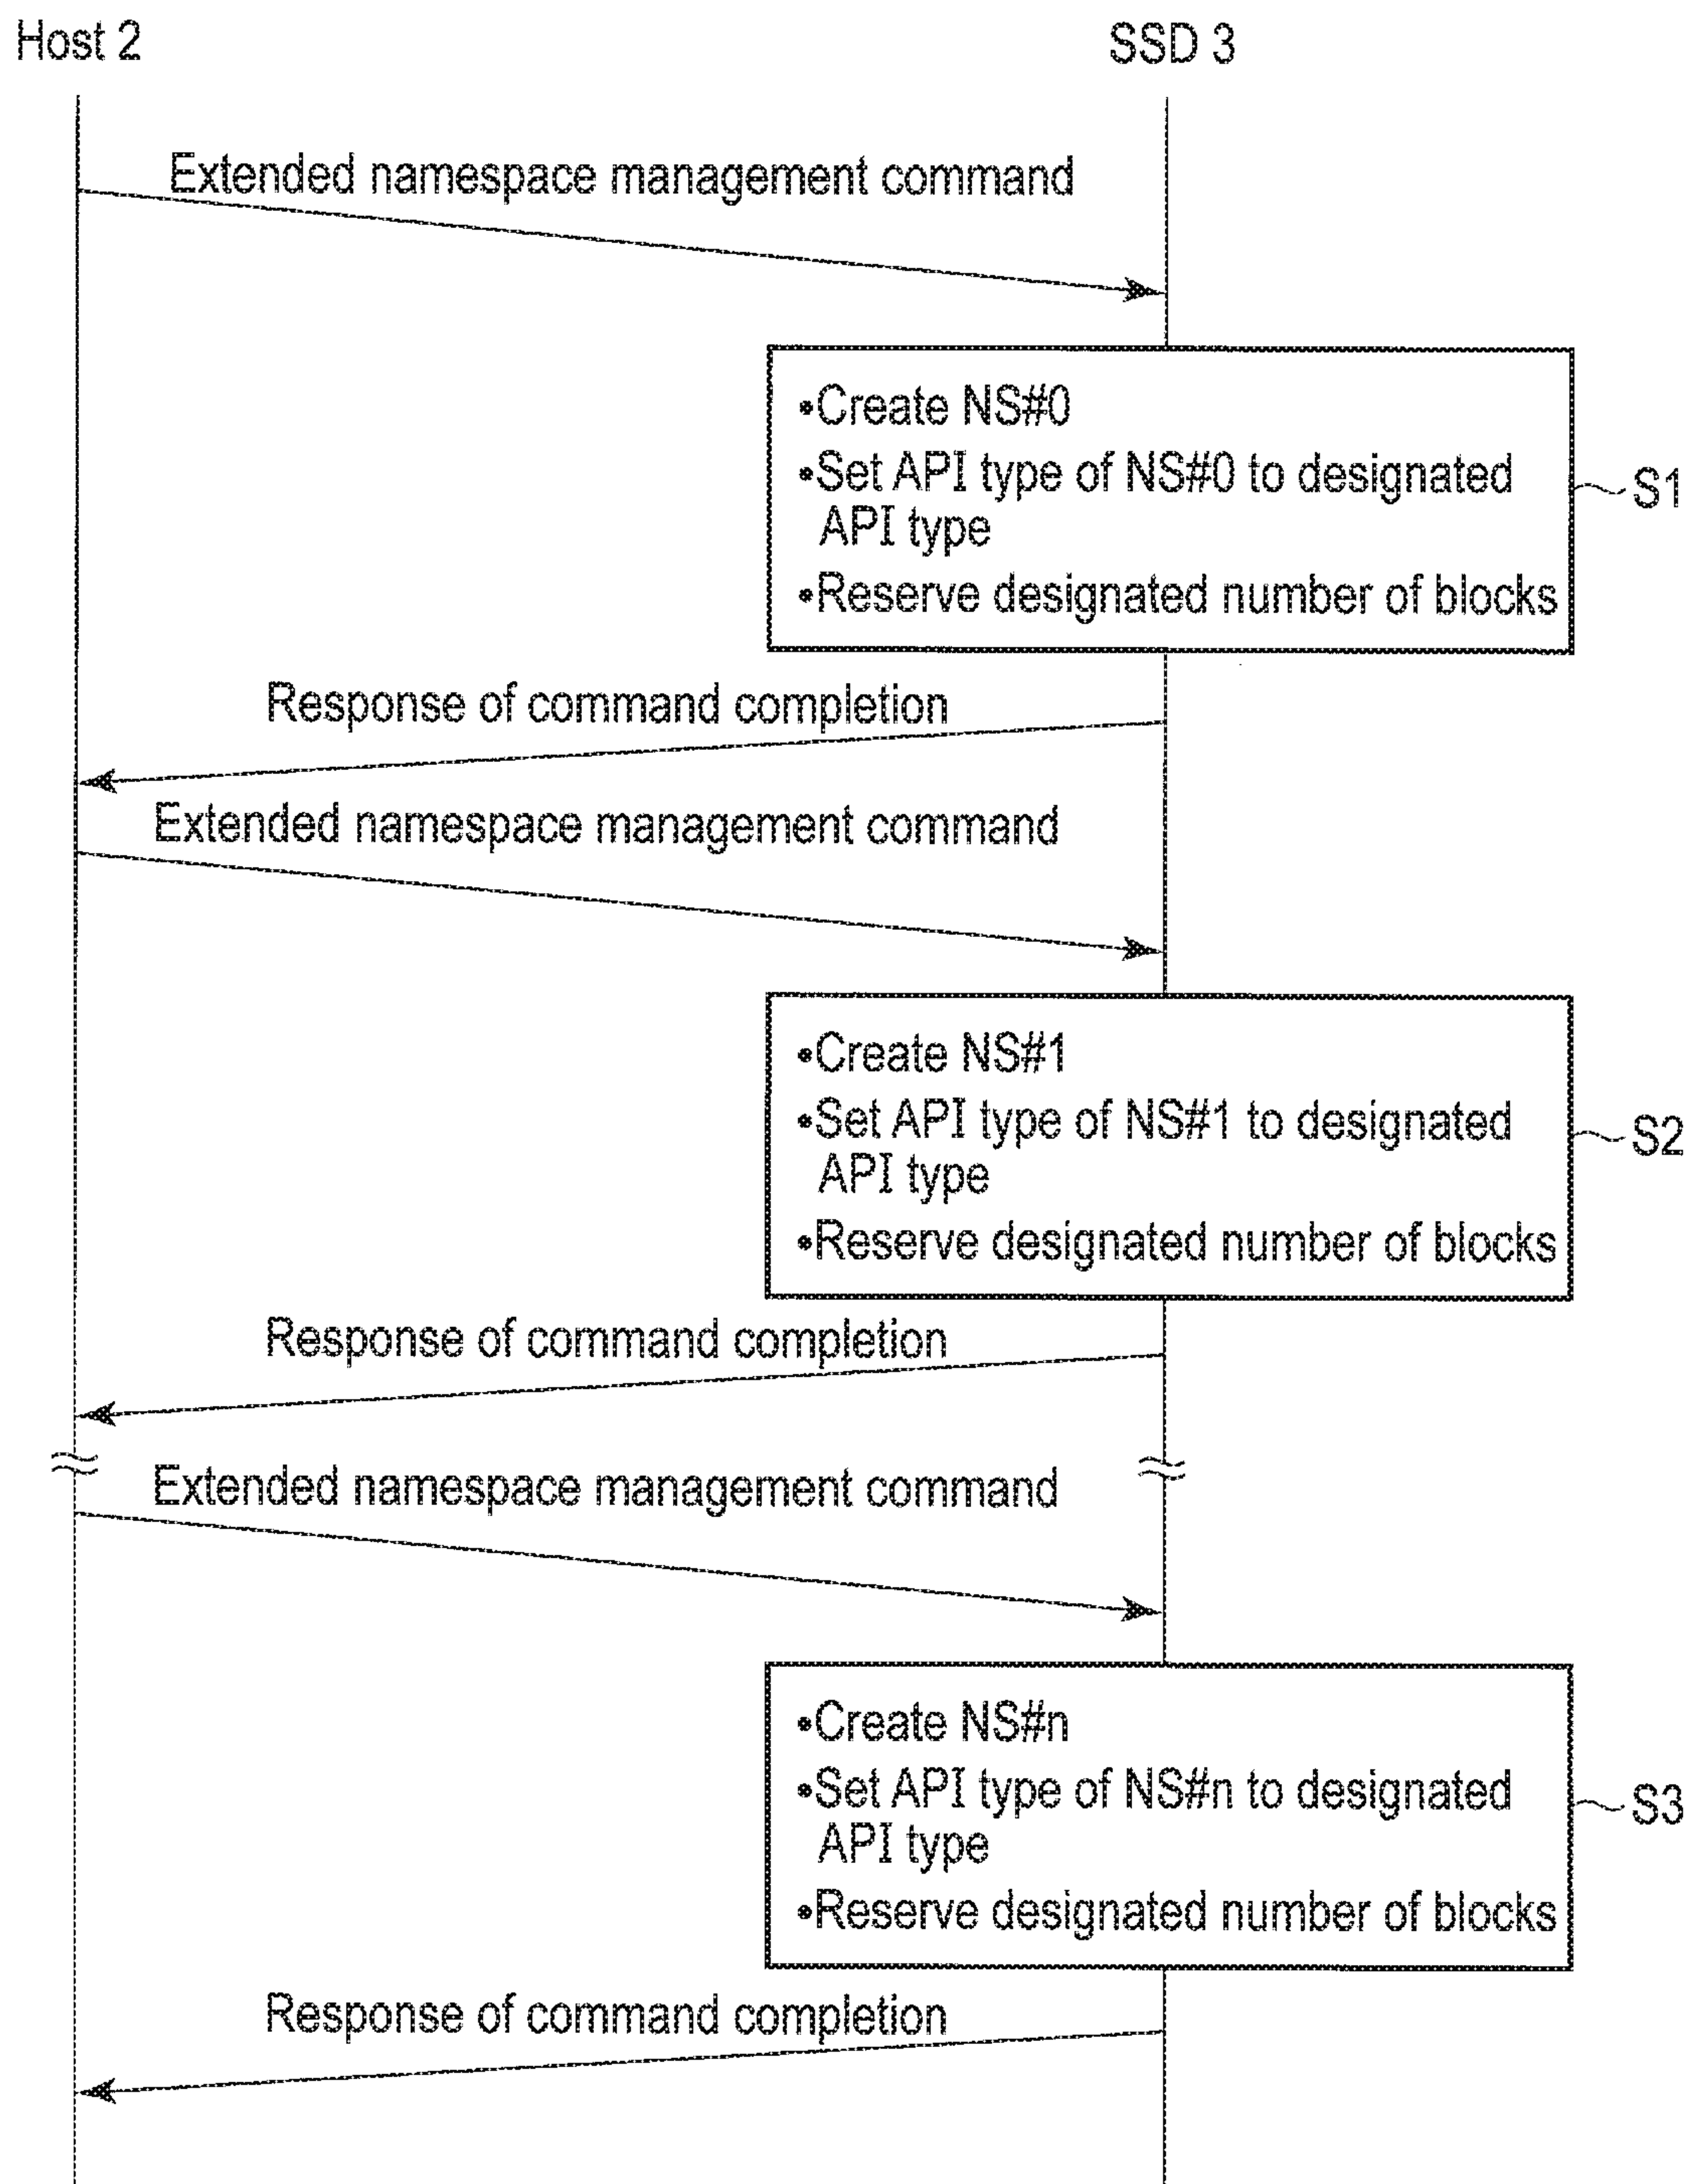 Host 2
SSD 3
Extended namespace management command
•Create NS#0
•Set API type of NS#0 to designated
API type
•Reserve designated number of blocks
S1
Response of command completion
Extended namespace management command
•Create NS#1
•Set API type of NS#1 to designated
API type
•Reserve designated number of blocks
S2
Response of command completion
Extended namespace management command
•Create NS#n
•Set API type of NS#n to designated
API type
•Reserve designated number of blocks
S3
Response of command completion